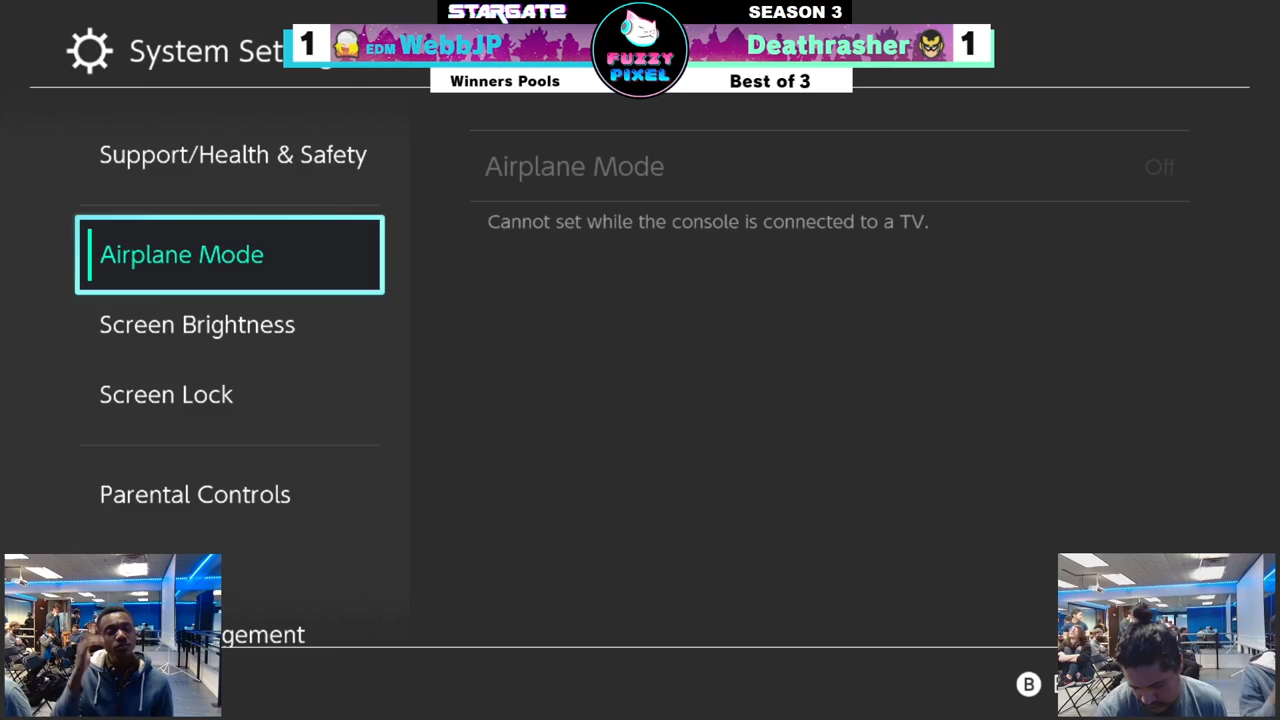 STARGATE
SEASON 3
System Set
1
EDM WebbJP
FUZZY
PIXEL
Deathrasher
1
Winners Pools
Best of 3
Support/Health & Safety
Airplane Mode
Screen Brightness
Screen Lock
Parental Controls
gement
Airplane Mode
Off
Cannot set while the console is connected to a TV.
B